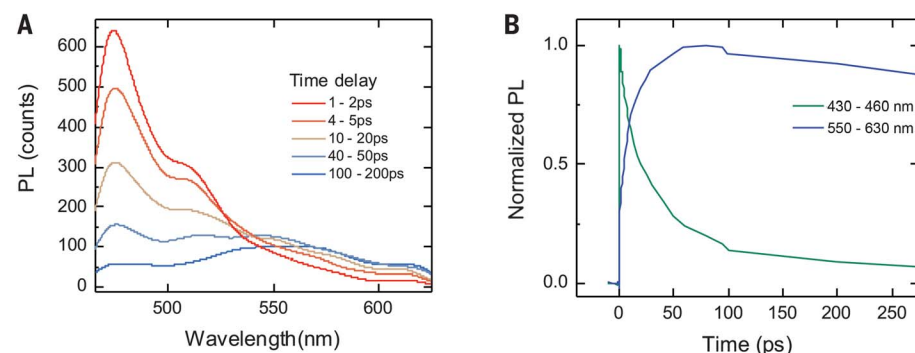 A
PL (counts)
600
500
400
300
200
100
0
500
550
600
Wavelength(nm)
Time delay
1 - 2ps
4 - 5ps
10 - 20ps
40 - 50ps
100 - 200ps
B
Normalized PL
1.0
0.5
0.0
0
50
100
150
200
250
Time (ps)
430 - 460 nm
550 - 630 nm